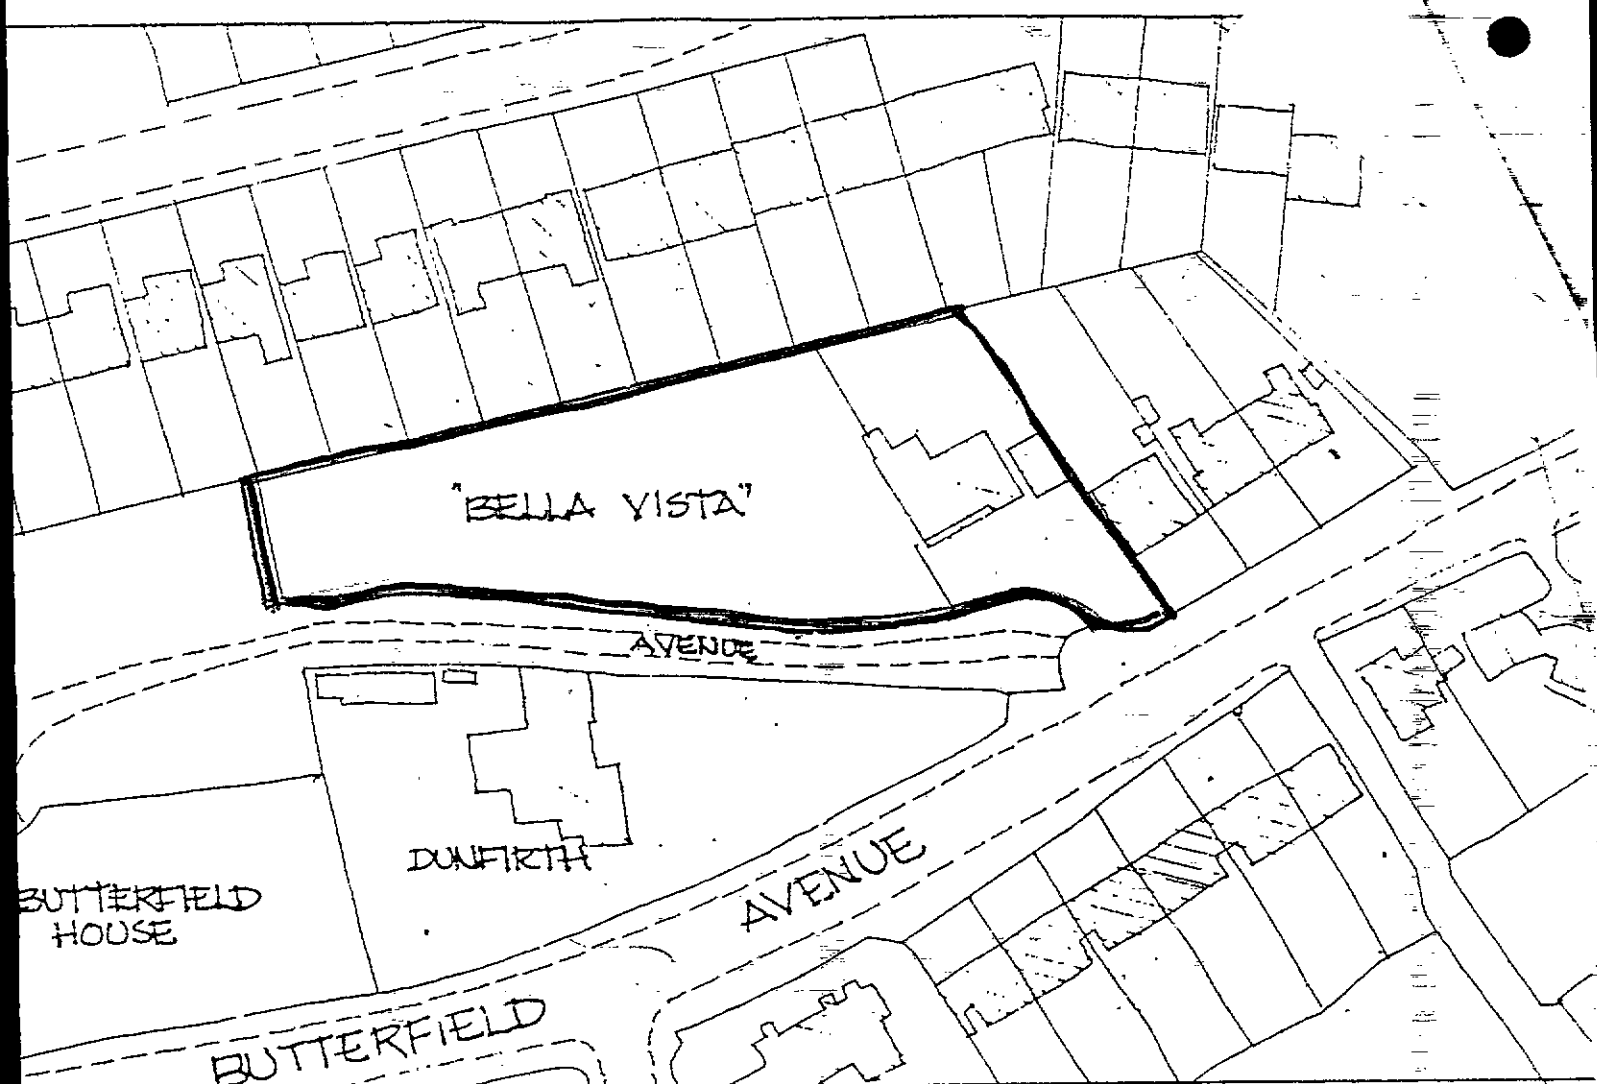 "BELLA VISTA"
AVENUE
DUNFIRTH
BUTTERFIELD
HOUSE
BUTTERFIELD AVENUE